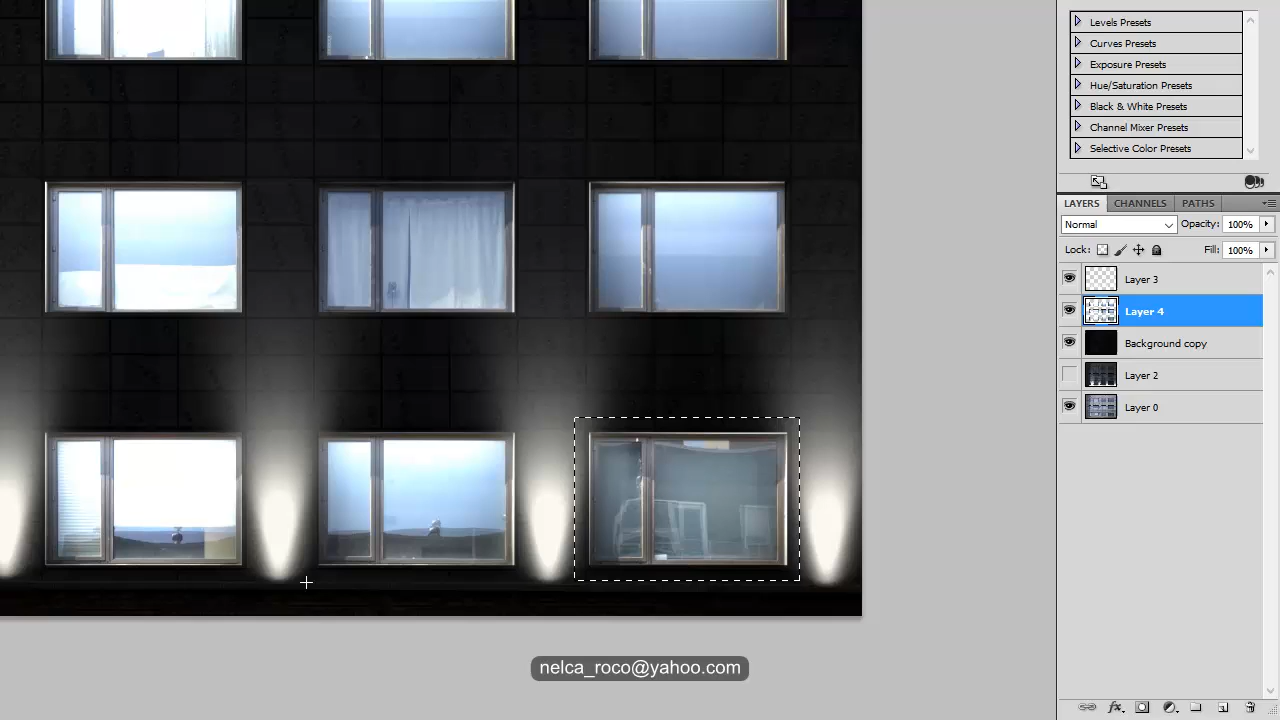 Levels Presets
Curves Presets
Exposure Presets
Hue/Saturation Presets
Black & White Presets
Channel Mixer Presets
Selective Color Presets
LAYERS CHANNELS PATHS
Normal Opacity: 100%
Lock: Fill: 100%
Layer 3
Layer 4
Background copy
Layer 2
Layer 0
fx
nelca_roco@yahoo.com